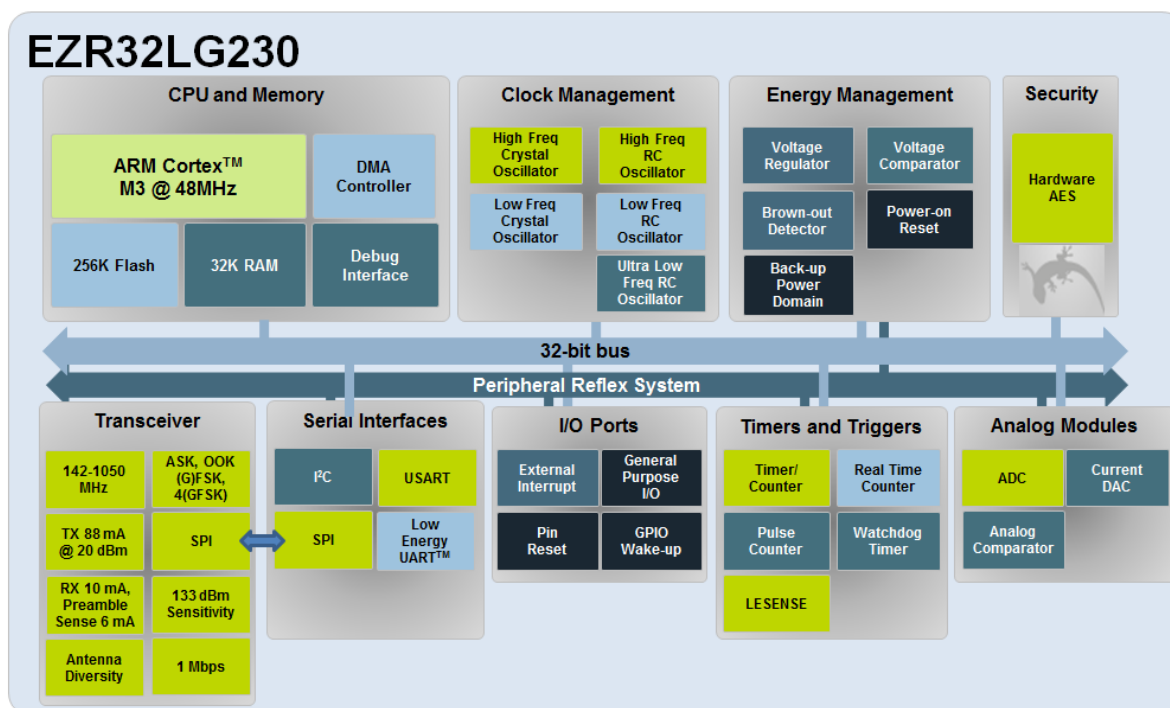 EZR32LG230
CPU and Memory
ARM Cortex™
M3 @ 48MHz
DMA
Controller
256K Flash
32K RAM
Debug
Interface
Clock Management
High Freq
Crystal
Oscillator
High Freq
RC
Oscillator
Low Freq
Crystal
Oscillator
Low Freq
RC
Oscillator
Ultra Low
Freq RC
Oscillator
Energy Management
Voltage
Regulator
Voltage
Comparator
Brown-out
Detector
Power-on
Reset
Back-up
Power
Domain
Security
Hardware
AES
32-bit bus
Peripheral Reflex System
Transceiver
142-1050
MHz
ASK, OOK
(G)FSK,
4(GFSK)
TX 88 mA
@ 20 dBm
SPI
RX 10 mA,
Preamble
Sense 6 mA
133 dBm
Sensitivity
Antenna
Diversity
1 Mbps
Serial Interfaces
I²C
USART
SPI
Low
Energy
UART™
I/O Ports
External
Interrupt
General
Purpose
I/O
Pin
Reset
GPIO
Wake-up
Timers and Triggers
Timer/
Counter
Real Time
Counter
Pulse
Counter
Watchdog
Timer
LESENSE
Analog Modules
ADC
Current
DAC
Analog
Comparator